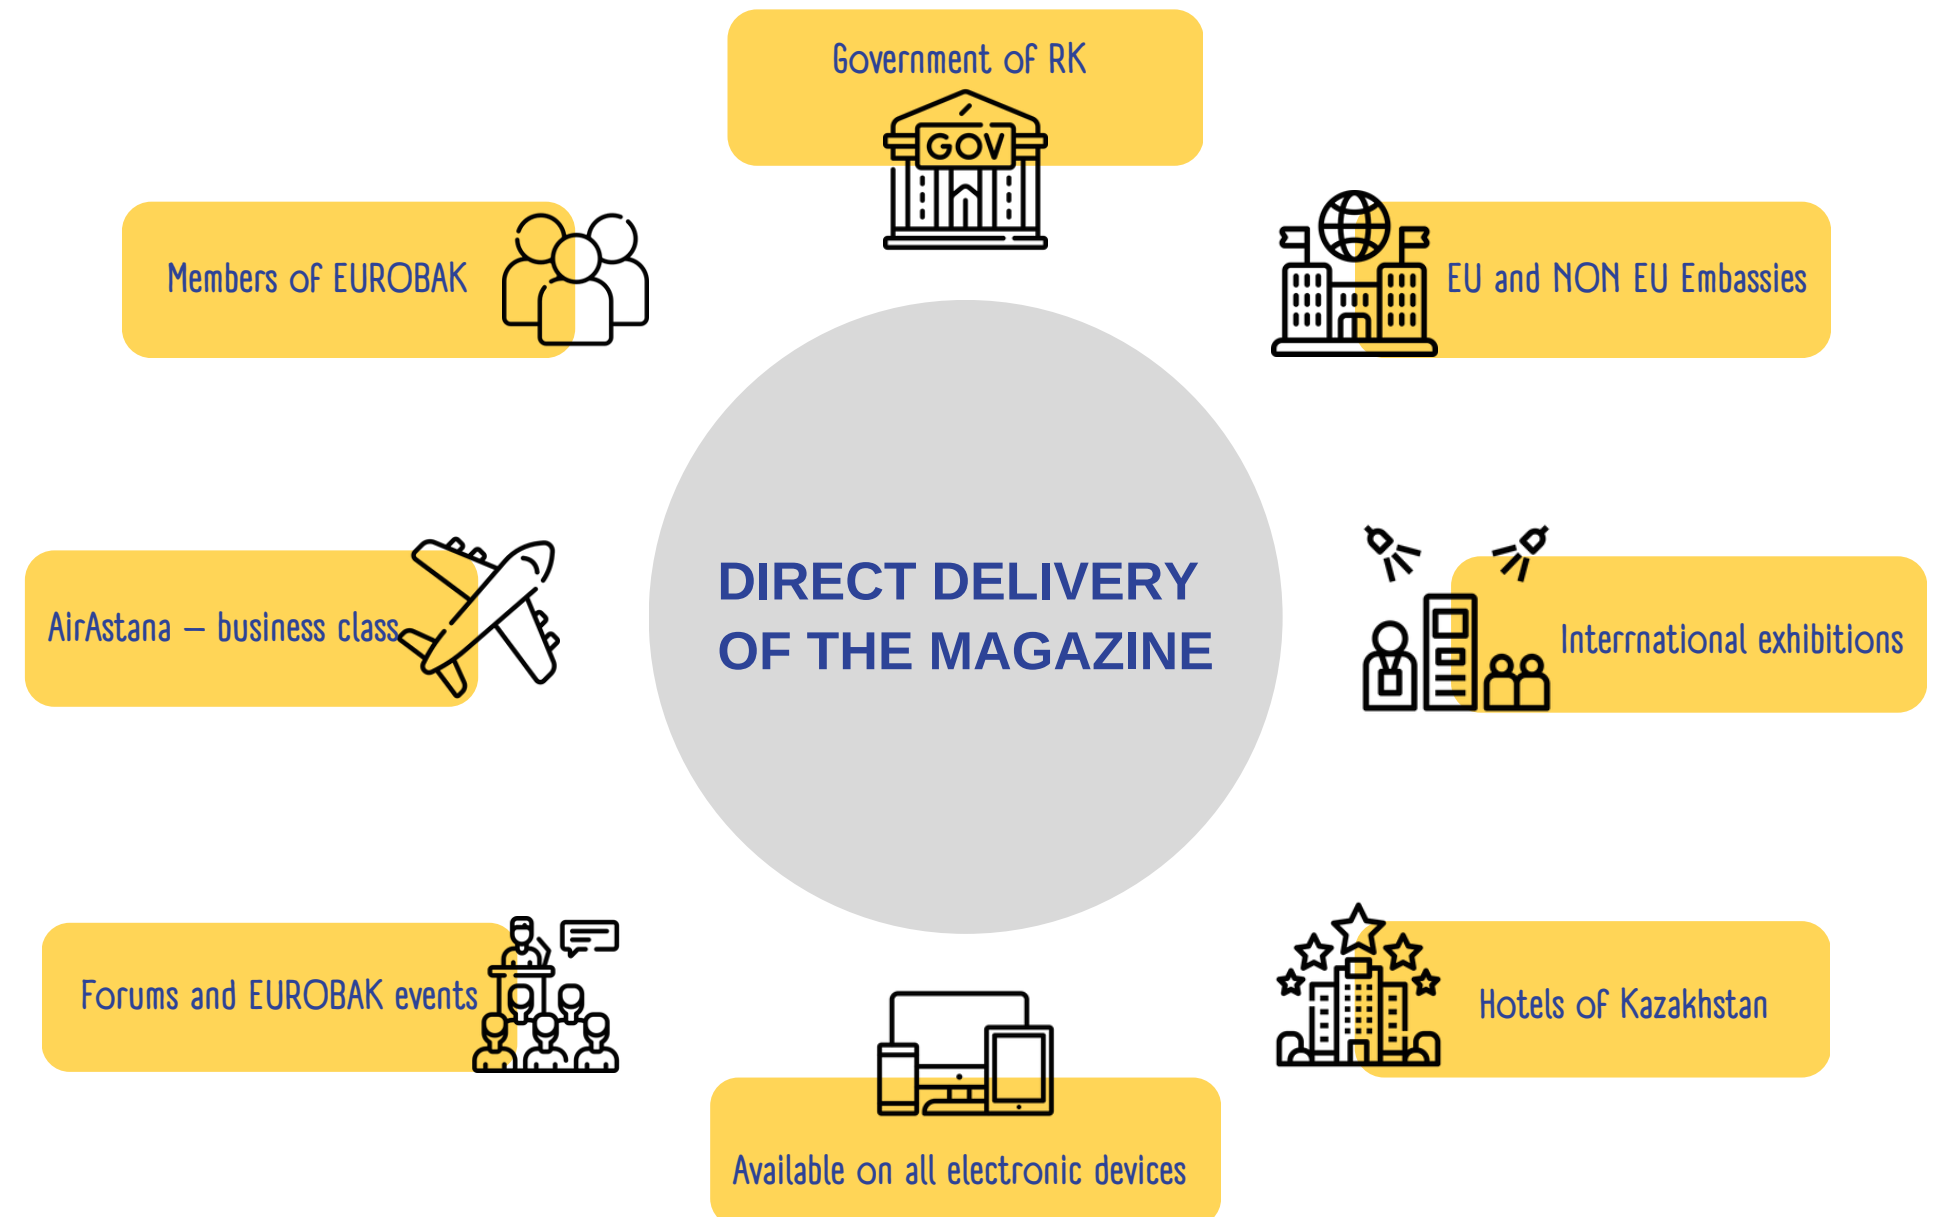 Government of RK
GOV
Members of EUROBAK
EU and NON EU Embassies
DIRECT DELIVERY
OF THE MAGAZINE
AirAstana – business class
Interrnational exhibitions
Forums and EUROBAK events
Hotels of Kazakhstan
Available on all electronic devices